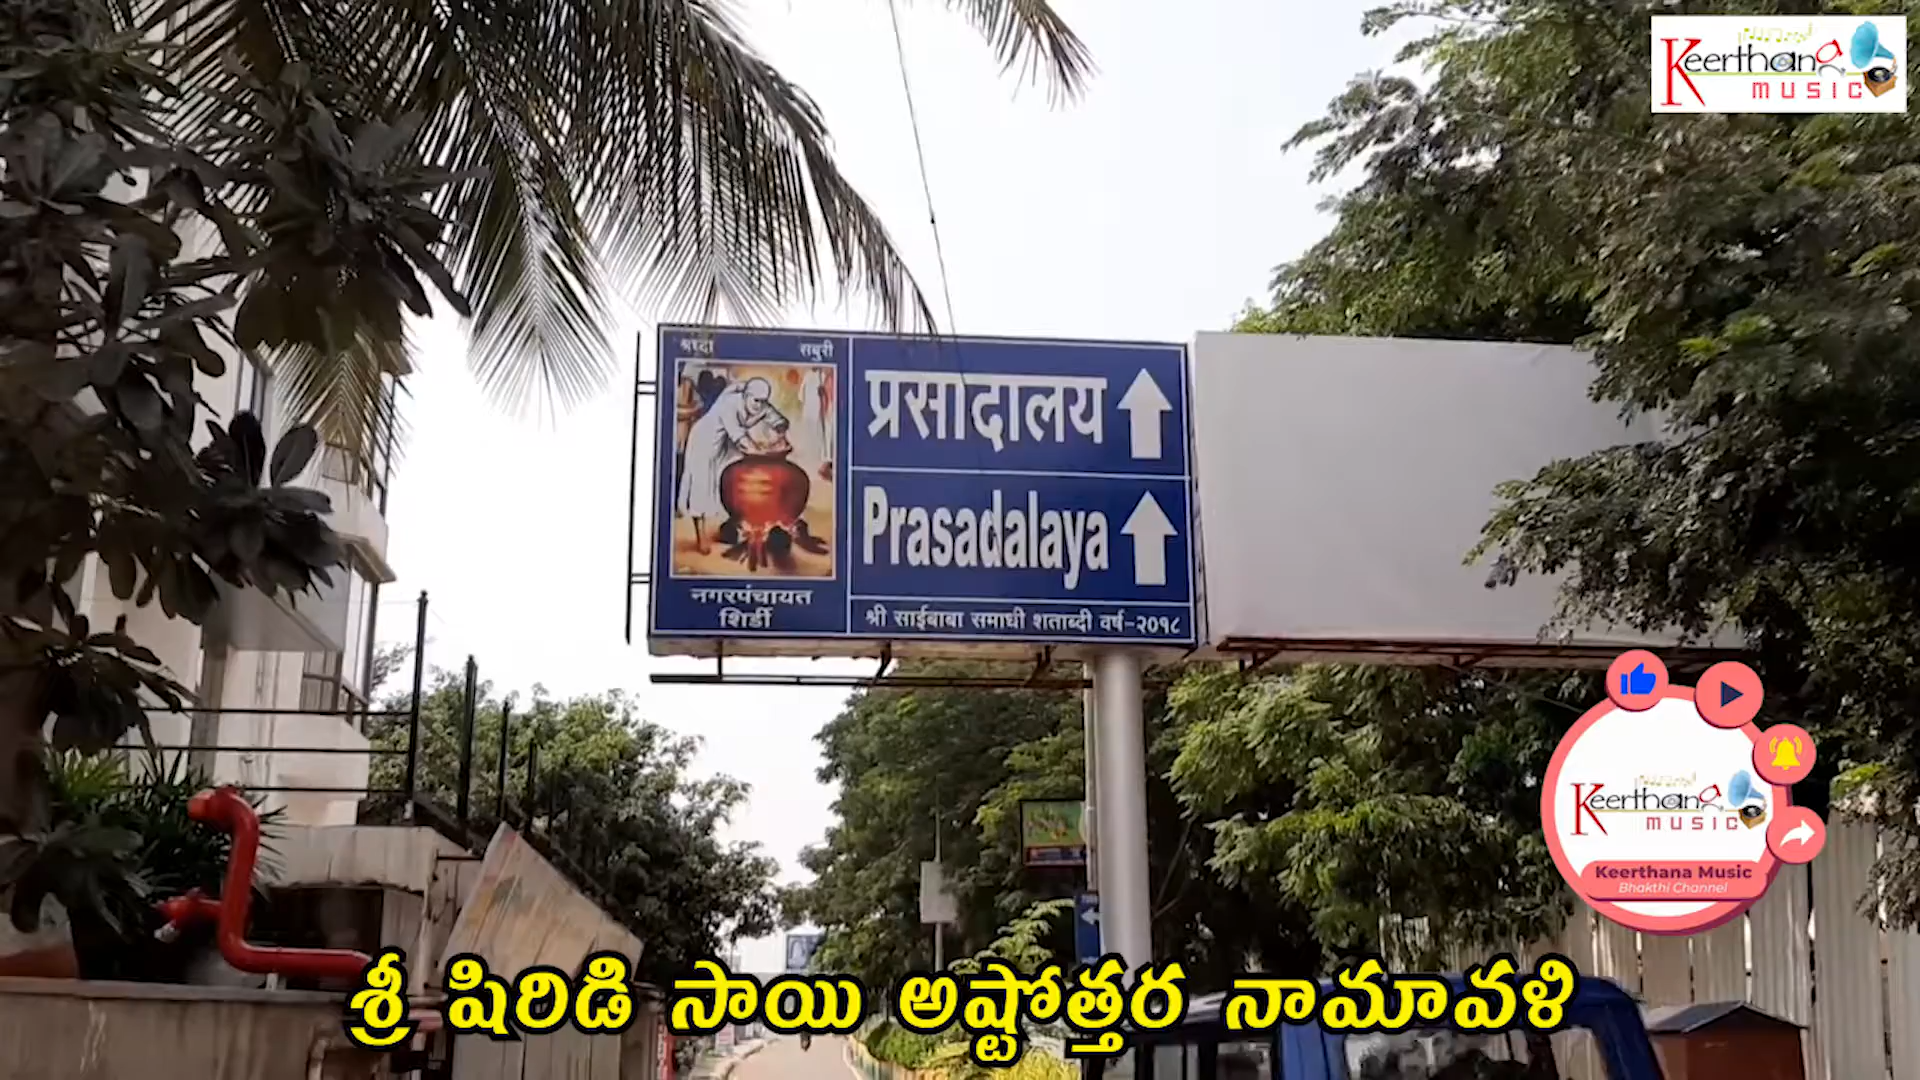 Keerthana
MUSIC
श्रध्दा सबुरी
प्रसादालय
Prasadalaya
नगरपंचायत
शिर्डी
श्री साईबाबा समाधी शताब्दी वर्ष-२०१८
Keerthana
MUSIC
Keerthana Music
Bhakthi Channel
శ్రీ షిరిడి సాయి అష్టోత్తర నామావళి